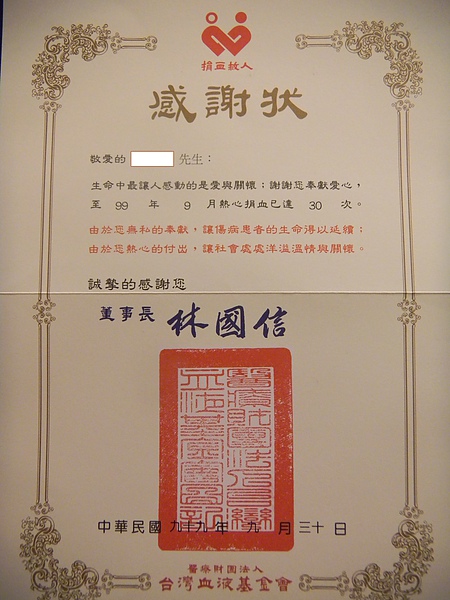 捐血救人
感謝狀
敬愛的 先生：
生命中最讓人感動的是愛與關懷；謝謝您奉獻愛心，
至 99 年 9 月熱心捐血已達 30 次。
由於您無私的奉獻，讓傷病患者的生命得以延續；
由於您熱心的付出，讓社會處處洋溢溫情與關懷。
誠摯的感謝您
董事長 林國信
中華民國 九十九 年 九 月 三十 日
醫療財團法人
台灣血液基金會